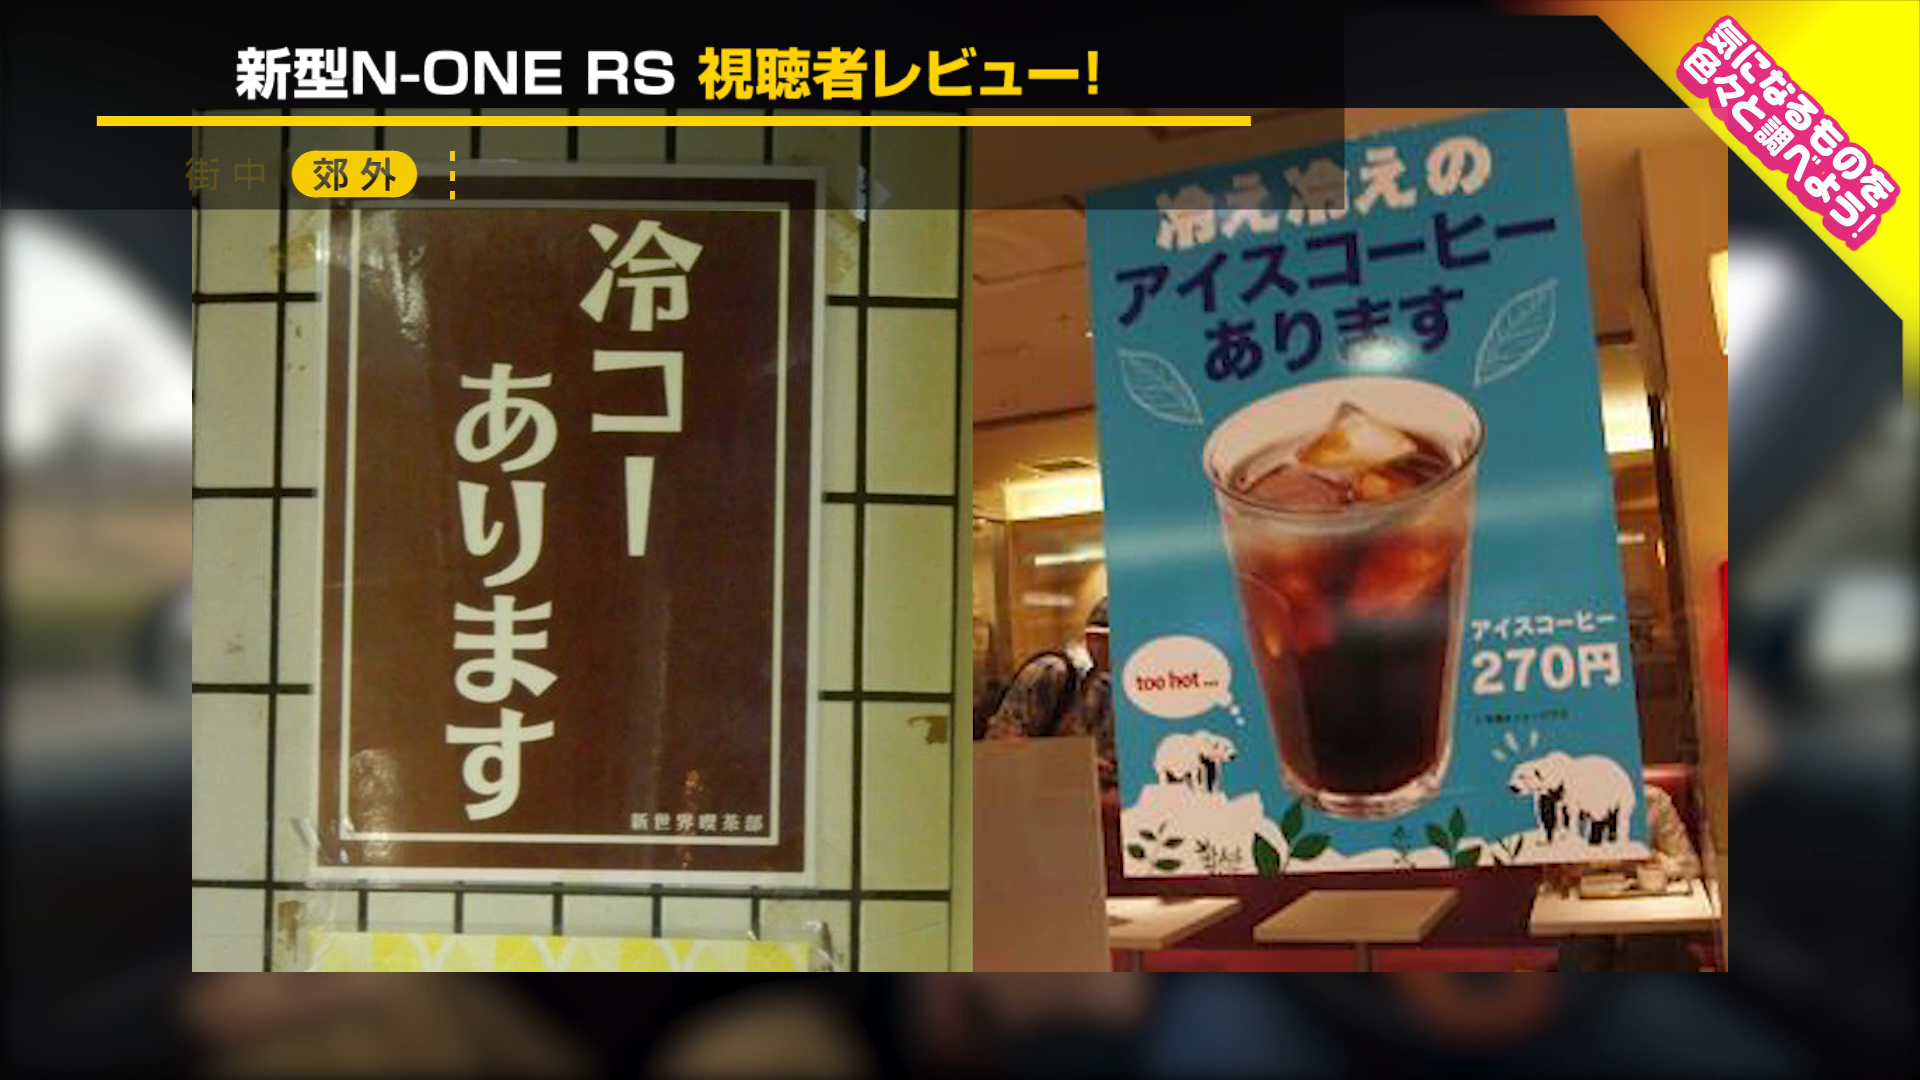 新型N-ONE RS 視聴者レビュー!
気になるものを
色々と調べよう!
街中 郊外
冷コー
あります
新世界喫茶部
冷え冷えの
アイスコーヒー
あります
アイスコーヒー
270円
too hot...